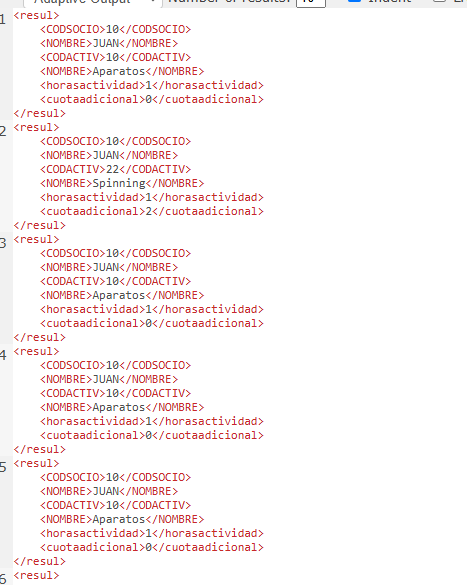 Adaptive Output Number of results: 10 Indent
1 <resul>
<CODSOCIO>10</CODSOCIO>
<NOMBRE>JUAN</NOMBRE>
<CODACTIV>10</CODACTIV>
<NOMBRE>Aparatos</NOMBRE>
<horasactividad>1</horasactividad>
<cuotaadicional>0</cuotaadicional>
</resul>
2 <resul>
<CODSOCIO>10</CODSOCIO>
<NOMBRE>JUAN</NOMBRE>
<CODACTIV>22</CODACTIV>
<NOMBRE>Spinning</NOMBRE>
<horasactividad>1</horasactividad>
<cuotaadicional>2</cuotaadicional>
</resul>
3 <resul>
<CODSOCIO>10</CODSOCIO>
<NOMBRE>JUAN</NOMBRE>
<CODACTIV>10</CODACTIV>
<NOMBRE>Aparatos</NOMBRE>
<horasactividad>1</horasactividad>
<cuotaadicional>0</cuotaadicional>
</resul>
4 <resul>
<CODSOCIO>10</CODSOCIO>
<NOMBRE>JUAN</NOMBRE>
<CODACTIV>10</CODACTIV>
<NOMBRE>Aparatos</NOMBRE>
<horasactividad>1</horasactividad>
<cuotaadicional>0</cuotaadicional>
</resul>
5 <resul>
<CODSOCIO>10</CODSOCIO>
<NOMBRE>JUAN</NOMBRE>
<CODACTIV>10</CODACTIV>
<NOMBRE>Aparatos</NOMBRE>
<horasactividad>1</horasactividad>
<cuotaadicional>0</cuotaadicional>
</resul>
6 <resul>